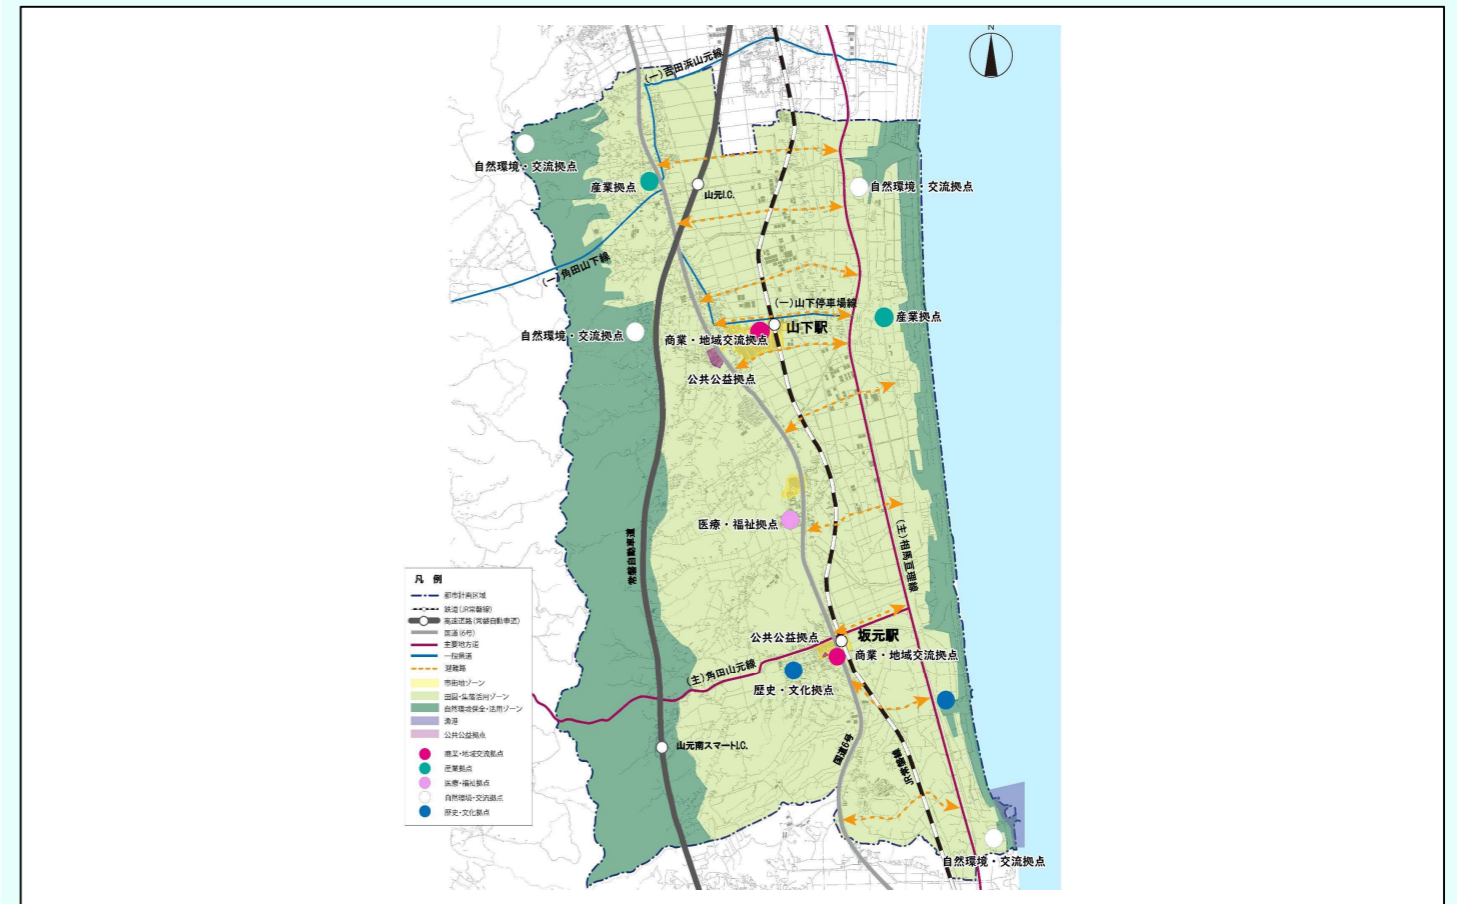 (一)吉田浜山元線
自然環境・交流拠点
産業拠点
山元I.C.
自然環境・交流拠点
(一)角田山下線
(一)山下停車場線
産業拠点
山下駅
自然環境・交流拠点
商業・地域交流拠点
公共公益拠点
医療・福祉拠点
(主)相馬亘理線
常磐自動車道
公共公益拠点
坂元駅
商業・地域交流拠点
(主)角田山元線
歴史・文化拠点
山元南スマートI.C.
国道6号
JR常磐線
自然環境・交流拠点
凡 例
都市計画区域
鉄道(JR常磐線)
高速道路(常磐自動車道)
国道(6号)
主要地方道
一般県道
避難路
市街地ゾーン
田園・集落活用ゾーン
自然環境保全・活用ゾーン
漁港
公共公益拠点
商業・地域交流拠点
産業拠点
医療・福祉拠点
自然環境・交流拠点
歴史・文化拠点